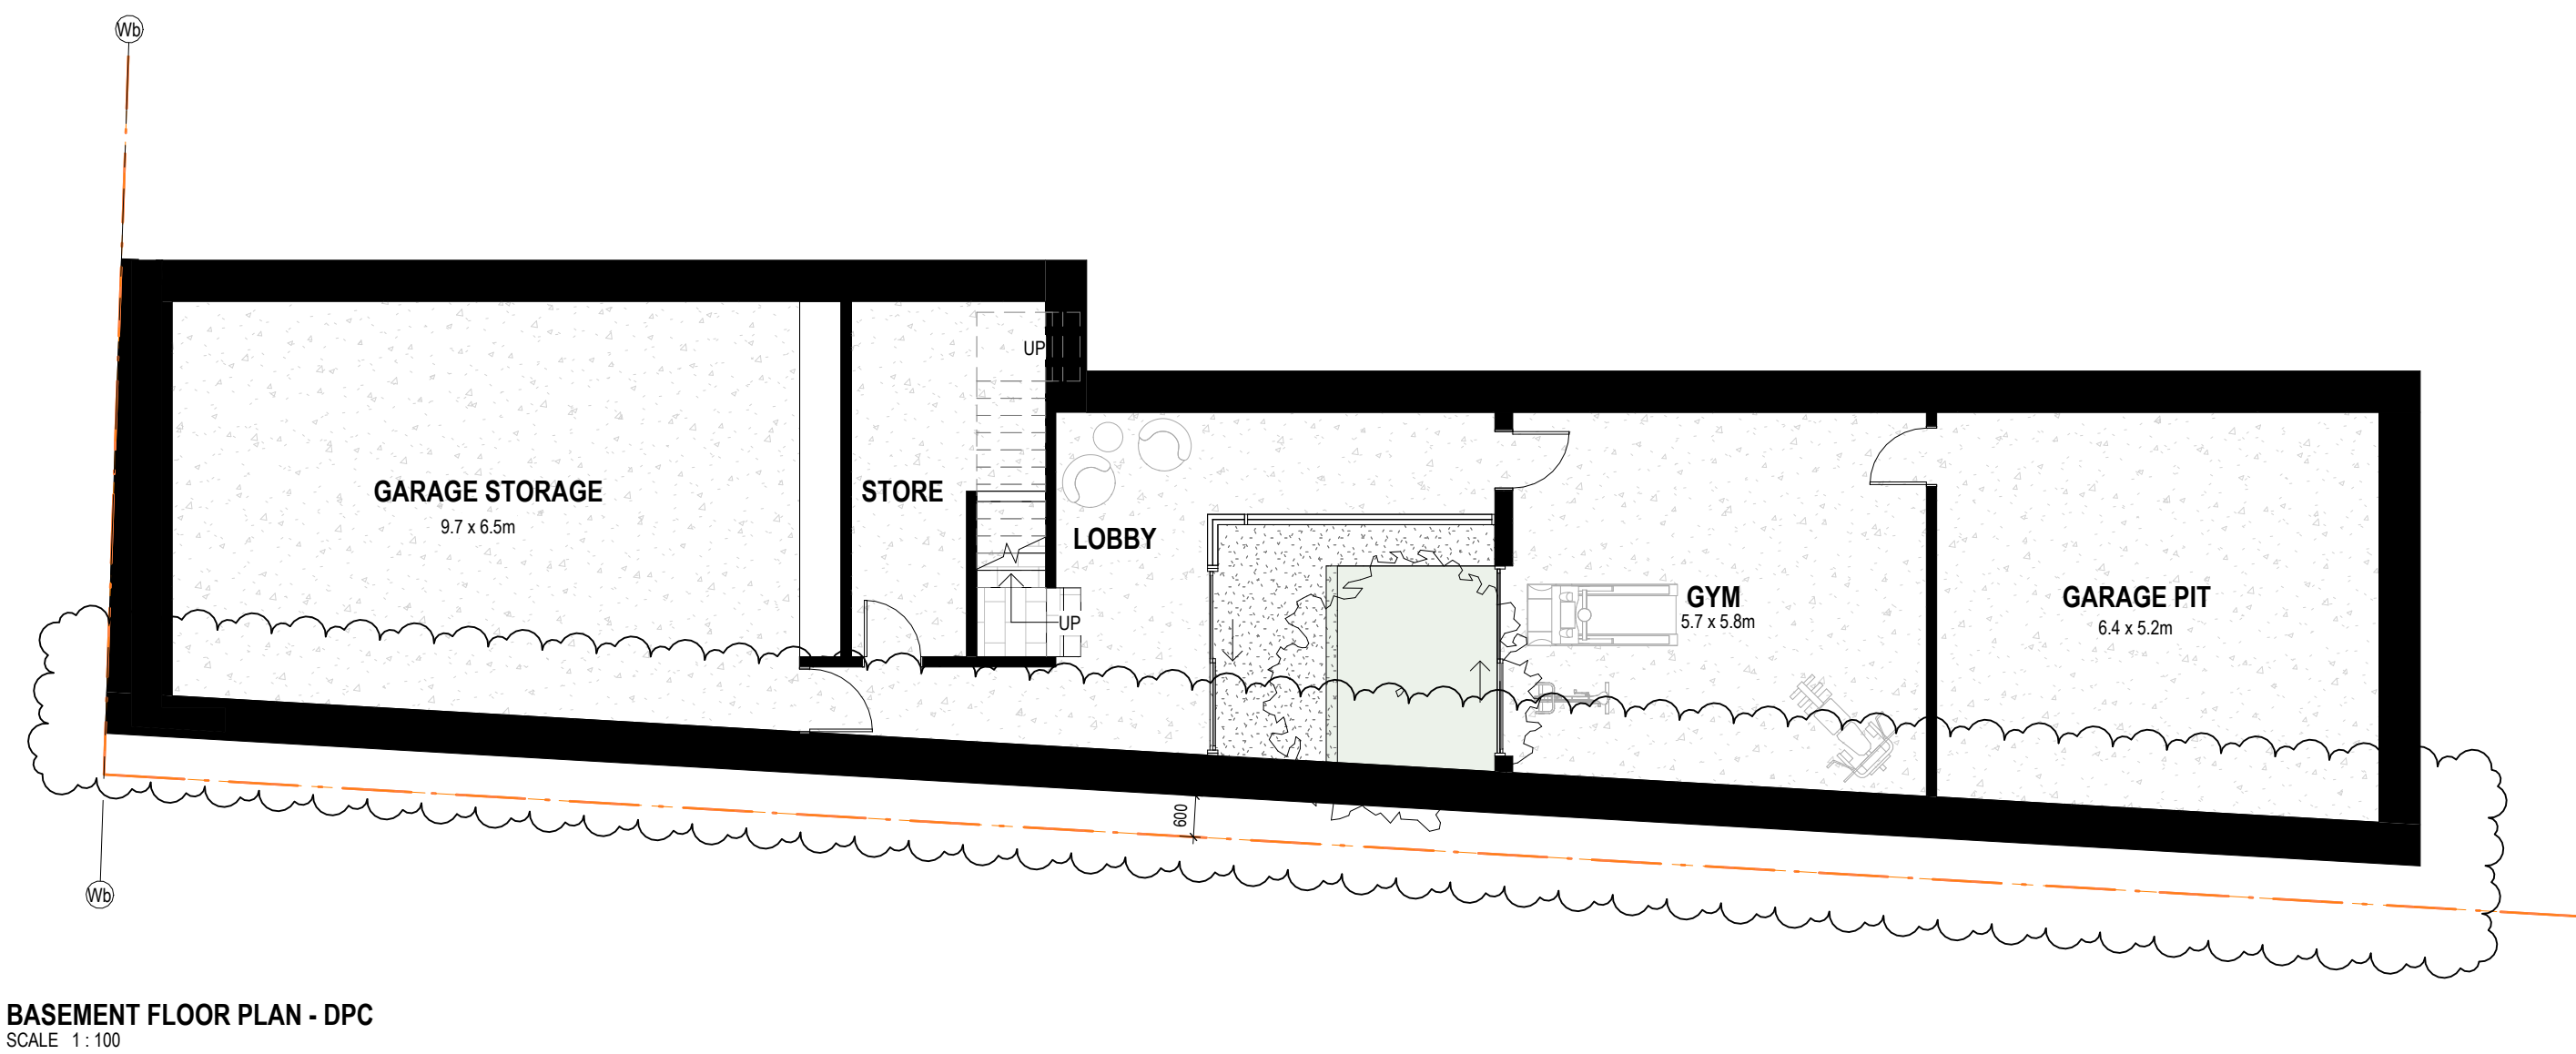 Wb
UP
GARAGE STORAGE
9.7 x 6.5m
STORE
LOBBY
GYM
5.7 x 5.8m
GARAGE PIT
6.4 x 5.2m
UP
600
Wb
BASEMENT FLOOR PLAN - DPC
SCALE 1 : 100